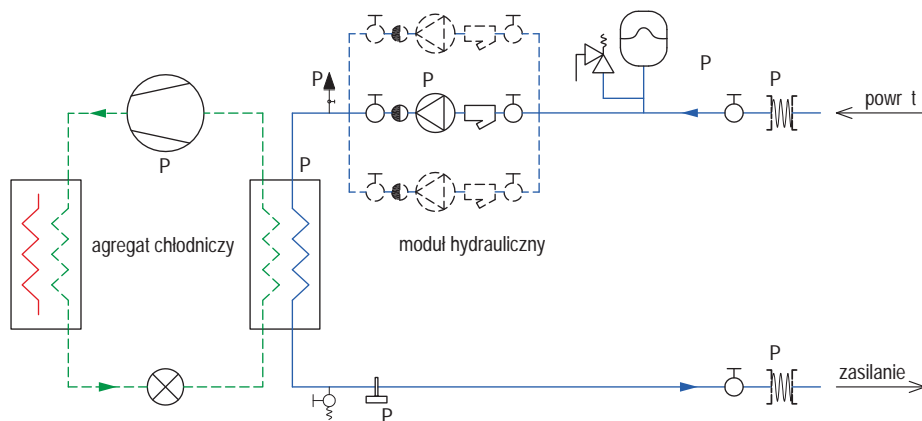 P
P
P
P
powr t
P
P
agregat chłodniczy
moduł hydrauliczny
P
zasilanie
P